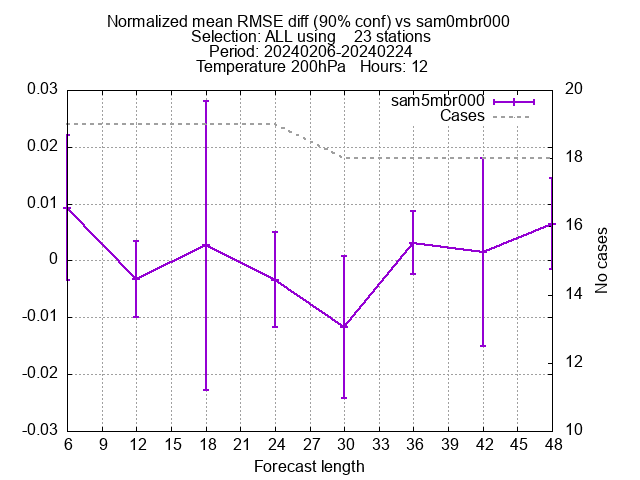 Normalized mean RMSE diff (90% conf) vs sam0mbr000
Selection: ALL using    23 stations
Period: 20240206-20240224
Temperature 200hPa   Hours: 12
sam5mbr000
Cases
0.03
0.02
0.01
0
-0.01
-0.02
-0.03
20
18
16
14
12
10
No cases
6 9 12 15 18 21 24 27 30 33 36 39 42 45 48
Forecast length